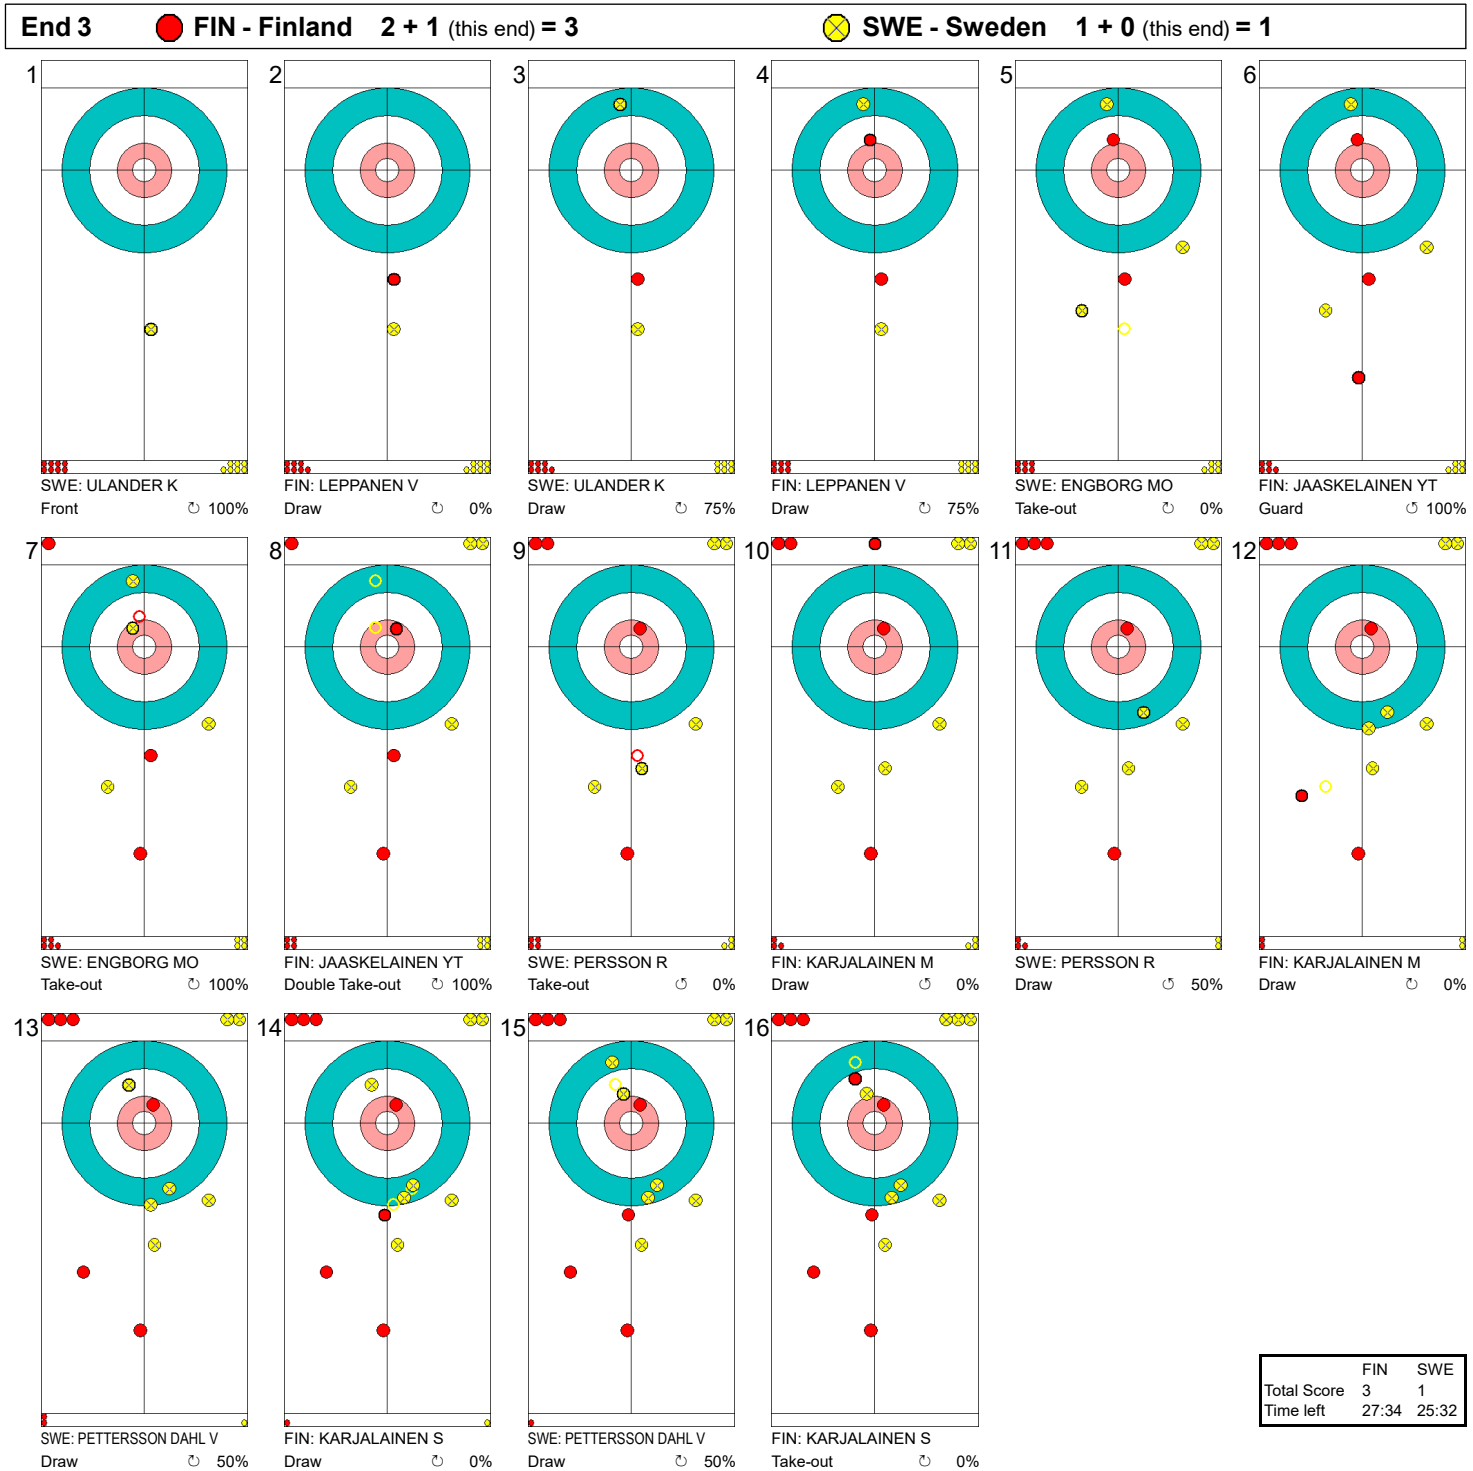 End 3 FIN - Finland 2 + 1 (this end) = 3 SWE - Sweden 1 + 0 (this end) = 1
1 2 3 4 5 6
SWE: ULANDER K FIN: LEPPANEN V SWE: ULANDER K FIN: LEPPANEN V SWE: ENGBORG MO FIN: JAASKELAINEN YT
Front ↻ 100% Draw ↻ 0% Draw ↻ 75% Draw ↻ 75% Take-out ↻ 0% Guard ↺ 100%
7 8 9 10 11 12
SWE: ENGBORG MO FIN: JAASKELAINEN YT SWE: PERSSON R FIN: KARJALAINEN M SWE: PERSSON R FIN: KARJALAINEN M
Take-out ↻ 100% Double Take-out ↻ 100% Take-out ↺ 0% Draw ↺ 0% Draw ↺ 50% Draw ↺ 0%
13 14 15 16
SWE: PETTERSSON DAHL V FIN: KARJALAINEN S SWE: PETTERSSON DAHL V FIN: KARJALAINEN S
Draw ↻ 50% Draw ↻ 0% Draw ↻ 50% Take-out ↻ 0%
FIN SWE
Total Score 3 1
Time left 27:34 25:32